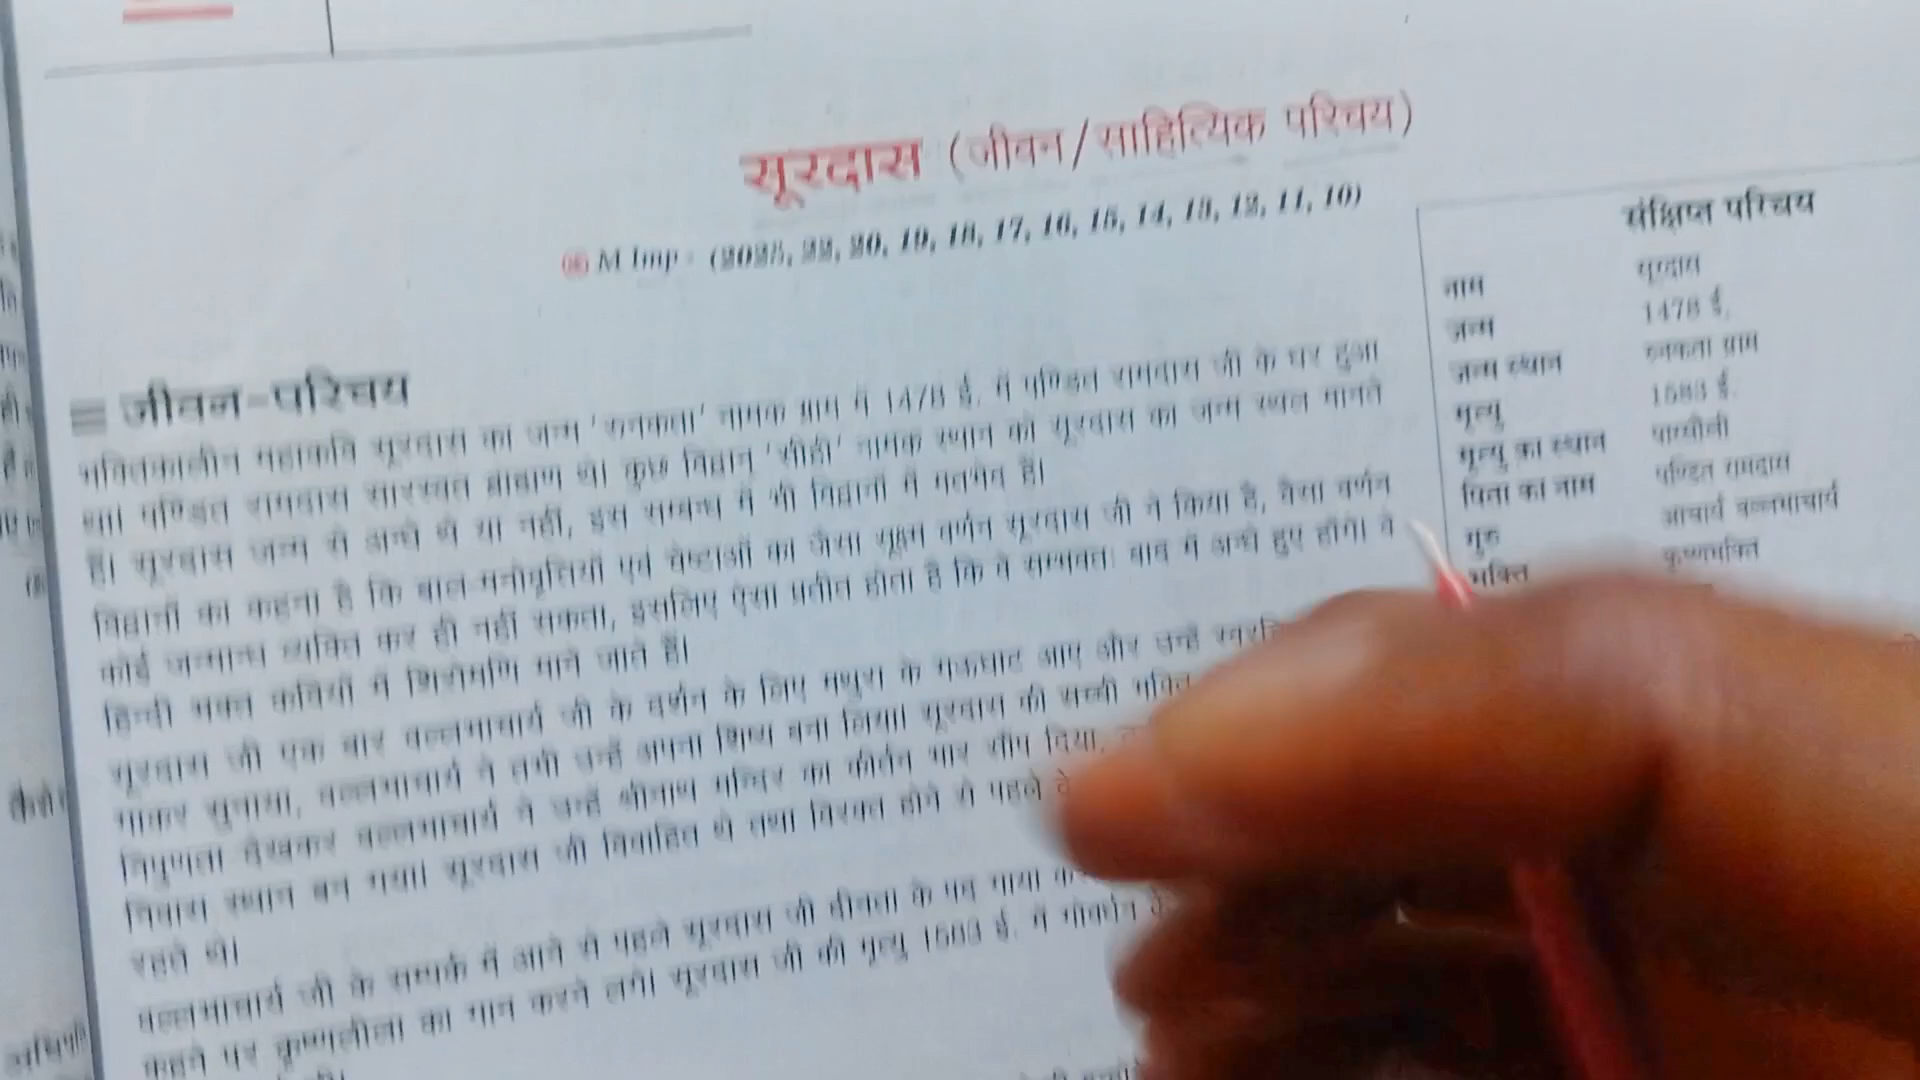 सूरदास (जीवन/साहित्यिक परिचय)
M Imp - (2025, 22, 20, 19, 18, 17, 16, 15, 14, 13, 12, 11, 10)
जीवन-परिचय
भक्तिकालीन महाकवि सूरदास का जन्म 'रुनकता' नामक ग्राम में 1478 ई. में पण्डित रामदास जी के घर हुआ
था। पण्डित रामदास सारस्वत ब्राह्मण थे। कुछ विद्वान 'सीही' नामक स्थान को सूरदास का जन्म स्थल मानते
हैं। सूरदास जन्म से अन्धे थे या नहीं, इस सम्बन्ध में भी विद्वानों में मतभेद हैं।
विद्वानों का कहना है कि बाल-मनोवृत्तियों एवं चेष्टाओं का जैसा सूक्ष्म वर्णन सूरदास जी ने किया है, वैसा वर्णन
कोई जन्मान्ध व्यक्ति कर ही नहीं सकता, इसलिए ऐसा प्रतीत होता है कि वे सम्भवतः बाद में अन्धे हुए होंगे। वे
हिन्दी भक्त कवियों में शिरोमणि माने जाते हैं।
सूरदास जी एक बार वल्लभाचार्य जी के दर्शन के लिए मथुरा के गऊघाट आए और उन्हें
गाकर सुनाया, वल्लभाचार्य ने तभी उन्हें अपना शिष्य बना लिया। सूरदास की सच्ची भक्ति
निपुणता देखकर वल्लभाचार्य ने उन्हें श्रीनाथ मन्दिर का कीर्तन भार सौंप दिया,
निवास स्थान बन गया। सूरदास जी विवाहित थे तथा विरक्त होने से पहले
रहते थे।
वल्लभाचार्य जी के सम्पर्क में आने से पहले सूरदास जी दीनता के पद गाया
कहने पर कृष्णलीला का गान करने लगे। सूरदास जी की मृत्यु 1583 ई. में गोवर्धन के
संक्षिप्त परिचय
नाम सूरदास
जन्म 1478 ई.
जन्म स्थान रुनकता ग्राम
मृत्यु 1583 ई.
मृत्यु का स्थान पारसौली
पिता का नाम पण्डित रामदास
गुरु आचार्य वल्लभाचार्य
भक्ति कृष्णभक्ति